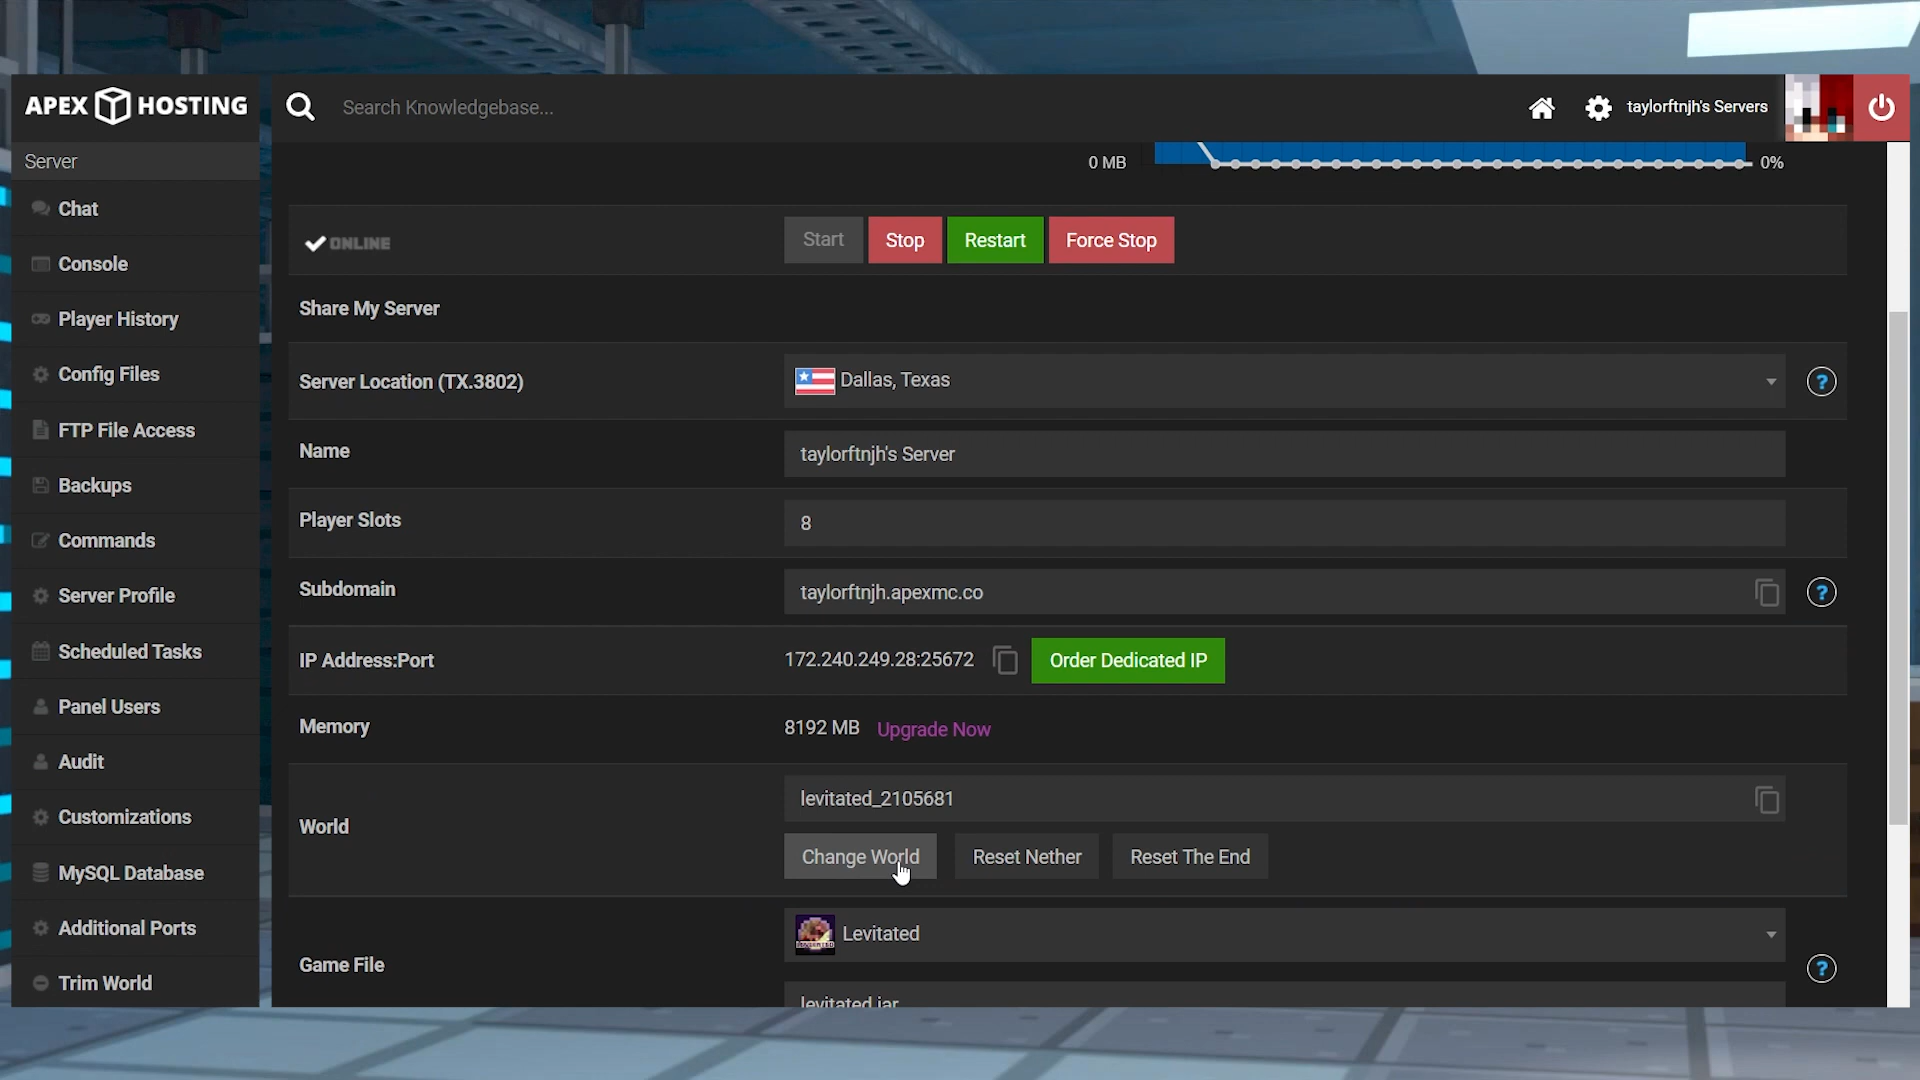 APEX HOSTING
Search Knowledgebase...
taylorftnjh's Servers
Server
Chat
Console
Player History
Config Files
FTP File Access
Backups
Commands
Server Profile
Scheduled Tasks
Panel Users
Audit
Customizations
MySQL Database
Additional Ports
Trim World
0 MB
0%
ONLINE
Start
Stop
Restart
Force Stop
Share My Server
Server Location (TX.3802)
Dallas, Texas
?
Name
taylorftnjh's Server
Player Slots
8
Subdomain
taylorftnjh.apexmc.co
?
IP Address:Port
172.240.249.28:25672
Order Dedicated IP
Memory
8192 MB
Upgrade Now
World
levitated_2105681
Change World
Reset Nether
Reset The End
Game File
Levitated
?
levitated.jar